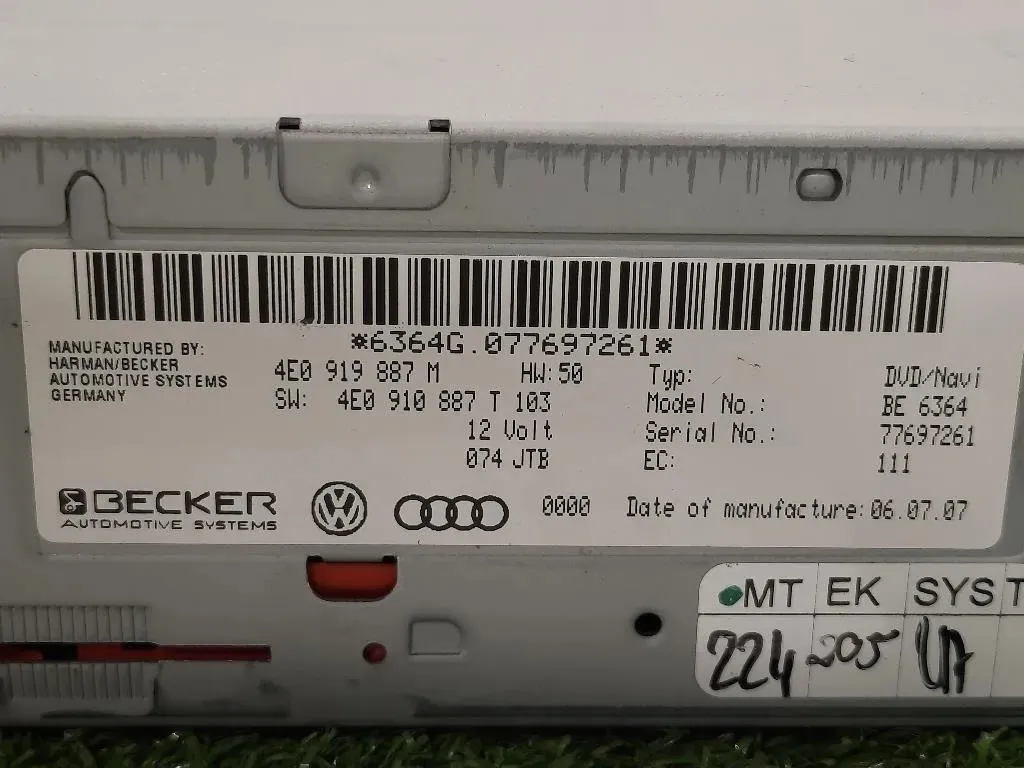 *6364G.077697261*
MANUFACTURED BY:
HARMAN/BECKER
AUTOMOTIVE SYSTEMS
GERMANY
4E0 919 887 M HW:50
SW: 4E0 910 887 T 103
12 Volt
074 JTB
Typ: DVD/Navi
Model No.: BE 6364
Serial No.: 77697261
EC: 111
BECKER
AUTOMOTIVE SYSTEMS
0000 Date of manufacture: 06.07.07
MT EK SYS T
224 205 UA